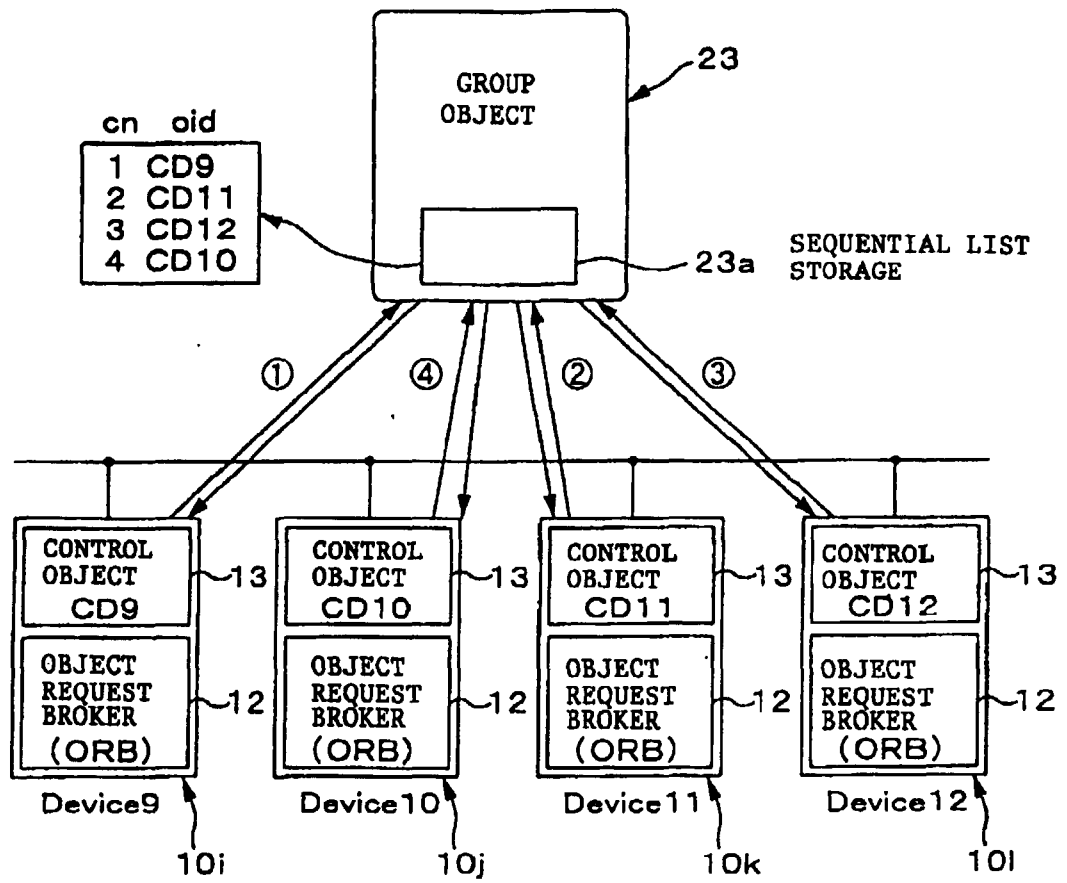 GROUP
OBJECT
23
cn oid
1 CD9
2 CD11
3 CD12
4 CD10
23a
SEQUENTIAL LIST
STORAGE
①
④
②
③
CONTROL
OBJECT
CD9
13
OBJECT
REQUEST
BROKER
(ORB)
12
Device9
10i
CONTROL
OBJECT
CD10
13
OBJECT
REQUEST
BROKER
(ORB)
12
Device10
10j
CONTROL
OBJECT
CD11
13
OBJECT
REQUEST
BROKER
(ORB)
12
Device11
10k
CONTROL
OBJECT
CD12
13
OBJECT
REQUEST
BROKER
(ORB)
12
Device12
10l